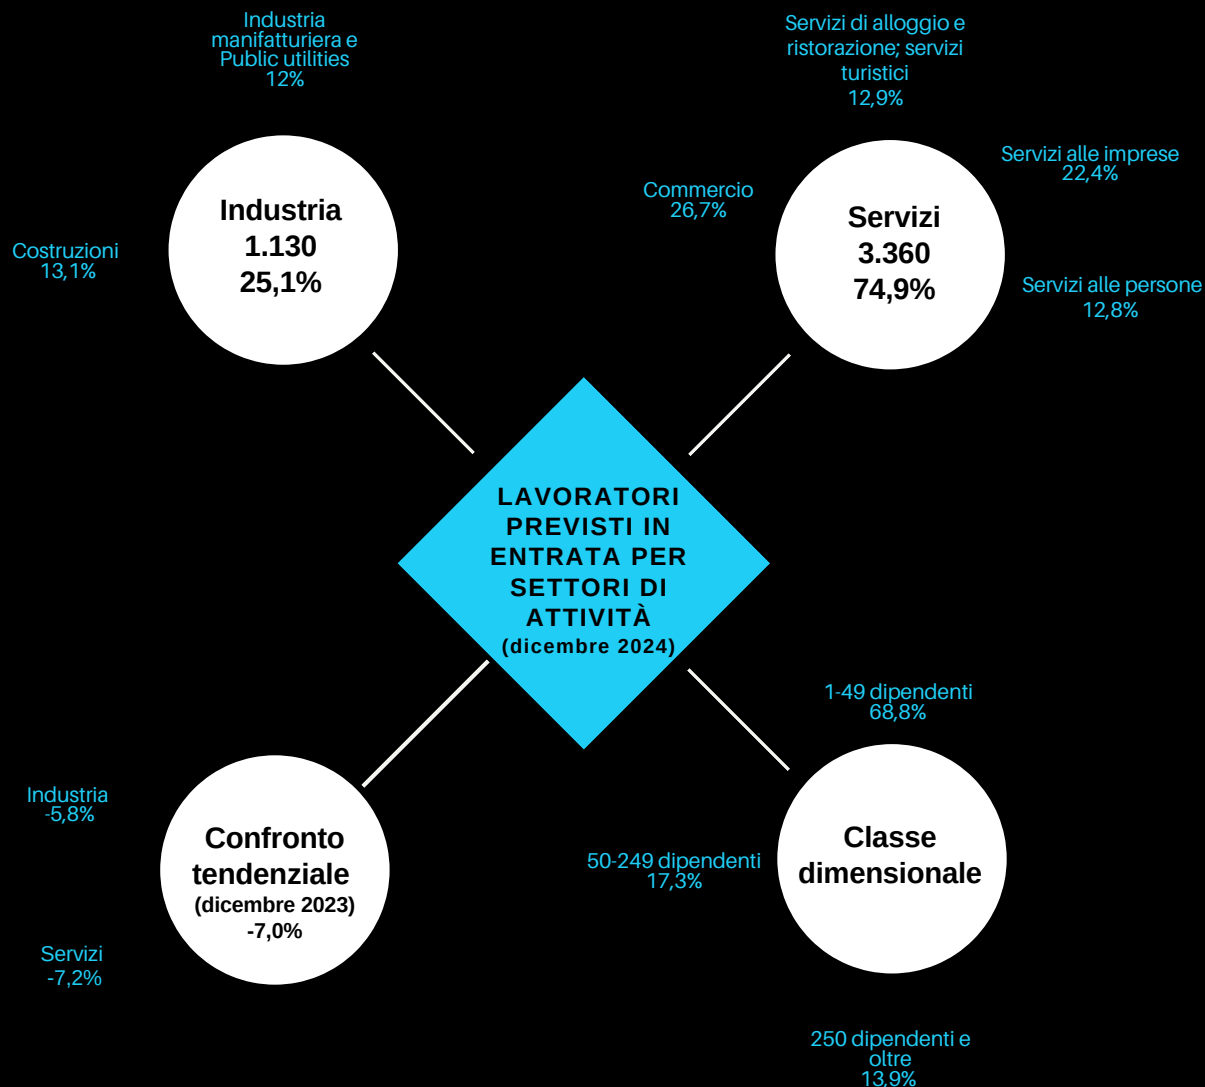 Industria
manifatturiera e
Public utilities
12%
Costruzioni
13,1%
Industria
1.130
25,1%
Servizi di alloggio e
ristorazione; servizi
turistici
12,9%
Commercio
26,7%
Servizi alle imprese
22,4%
Servizi
3.360
74,9%
Servizi alle persone
12,8%
LAVORATORI
PREVISTI IN
ENTRATA PER
SETTORI DI
ATTIVITÀ
(dicembre 2024)
Industria
-5,8%
Confronto
tendenziale
(dicembre 2023)
-7,0%
Servizi
-7,2%
1-49 dipendenti
68,8%
50-249 dipendenti
17,3%
Classe
dimensionale
250 dipendenti e
oltre
13,9%